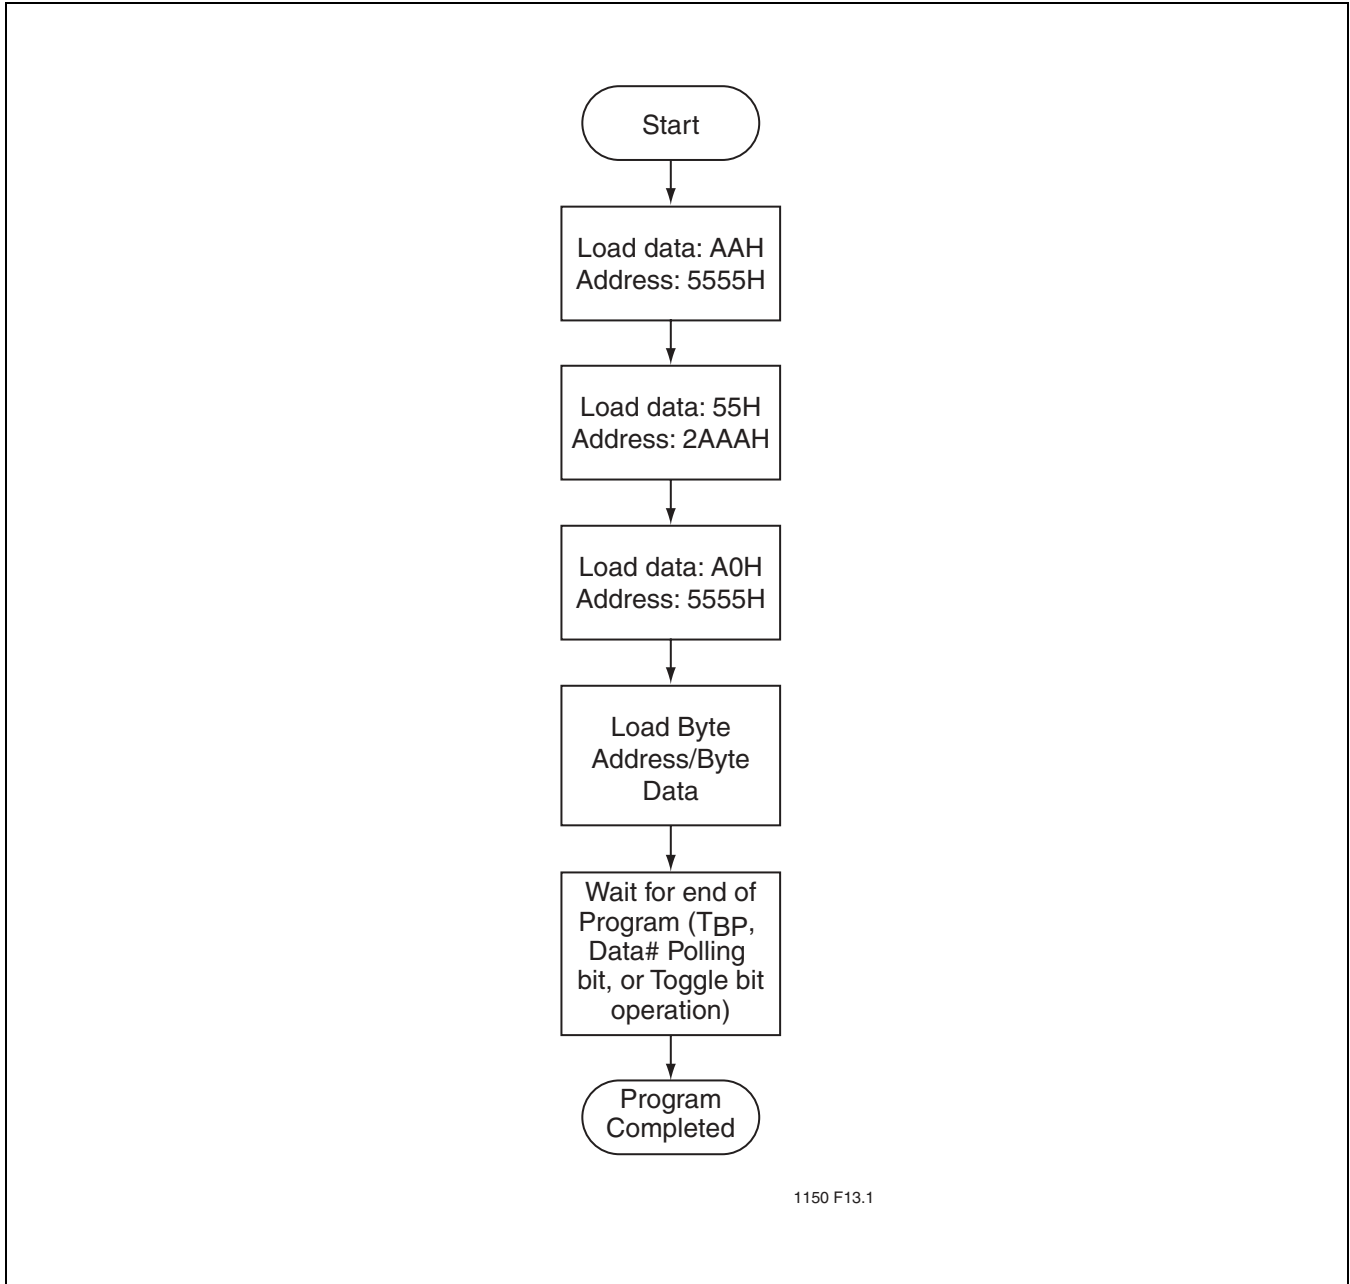 Start
Load data: AAH
Address: 5555H
Load data: 55H
Address: 2AAAH
Load data: A0H
Address: 5555H
Load Byte
Address/Byte
Data
Wait for end of
Program (TBP,
Data# Polling
bit, or Toggle bit
operation)
Program
Completed
1150 F13.1